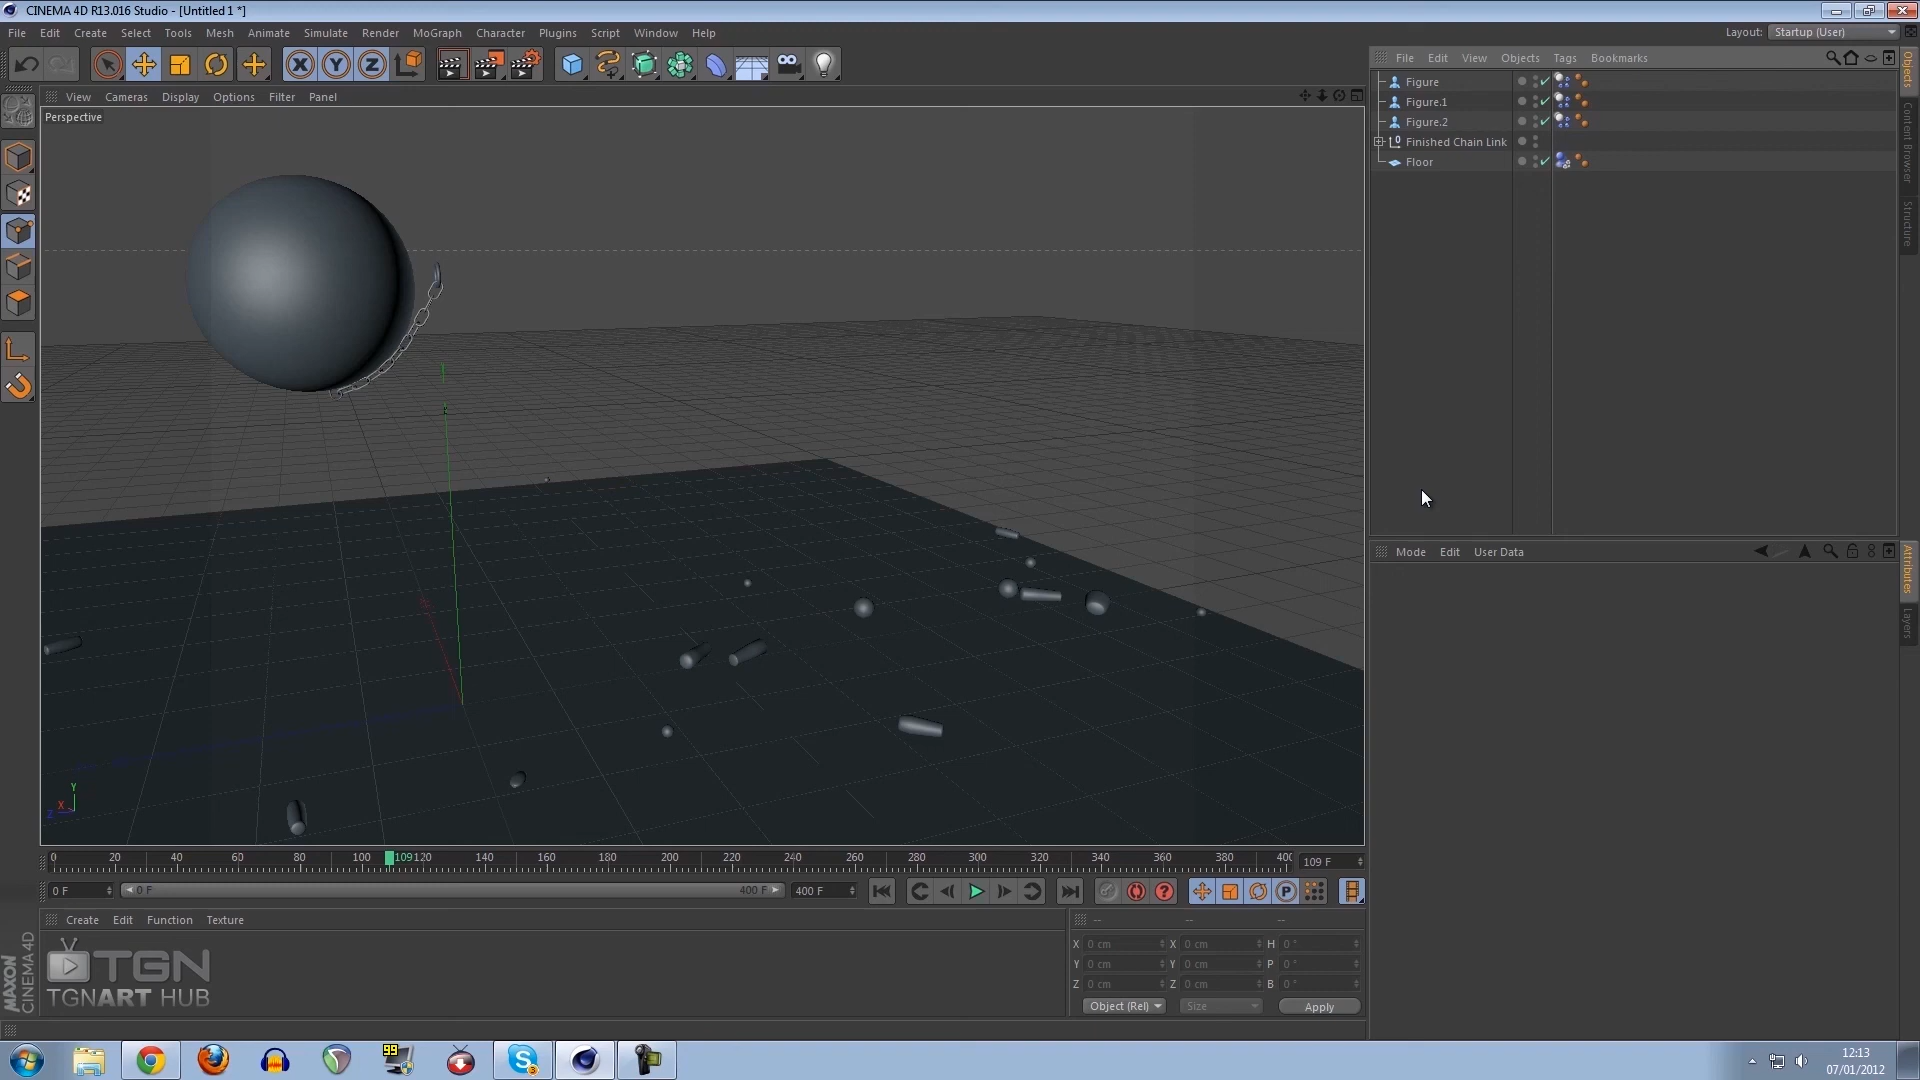 CINEMA 4D R13.016 Studio - [Untitled 1 *]
File Edit Create Select Tools Mesh Animate Simulate Render MoGraph Character Plugins Script Window Help
Layout: Startup (User)
View Cameras Display Options Filter Panel
Perspective
File Edit View Objects Tags Bookmarks
Figure
Figure.1
Figure.2
Finished Chain Link
Floor
Objects
Content Browser
Structure
Mode Edit User Data
Attributes
Layers
Y
X
Z
0 20 40 60 80 100 109 120 140 160 180 200 220 240 260 280 300 320 340 360 380 400
109 F
0 F
0 F
400 F
400 F
Create Edit Function Texture
-- -- --
X 0 cm X 0 cm H 0 °
Y 0 cm Y 0 cm P 0 °
Z 0 cm Z 0 cm B 0 °
Object (Rel) Size Apply
MAXON
CINEMA 4D
TGN
TGNART HUB
99
3
12:13
07/01/2012